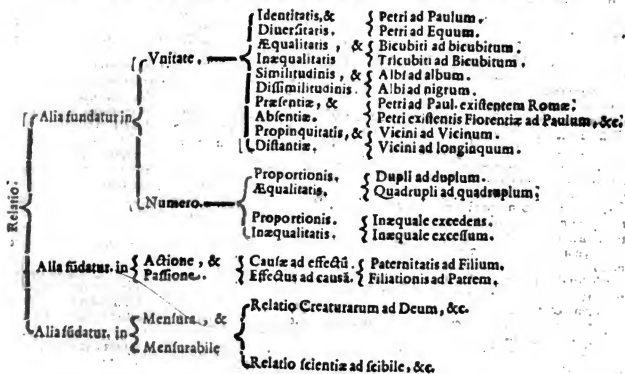 Relatio.
Alia fundatur in
Vnitate.
Identitatis, &
Diuerſitatis.
Æqualitatis, &
Inæqualitatis
Similitudinis, &
Diſſimilitudinis.
Præſentiæ, &
Abſentiæ.
Propinquitatis, &
Diſtantiæ.
Petri ad Paulum.
Petri ad Equum.
Bicubiti ad bicubitum.
Tricubiti ad Bicubitum.
Albi ad album.
Albi ad nigrum.
Petri ad Paul. exiſtentem Romæ.
Petri exiſtentis Florentiæ ad Paulum, &c.
Vicini ad Vicinum.
Vicini ad longinquum.
Numero.
Proportionis.
Æqualitatis.
Dupli ad duplum.
Quadrupli ad quadruplum.
Proportionis.
Inæqualitatis.
Inæquale excedens.
Inæquale exceſſum.
Alia fūdatur. in
Actione, &
Paſſione.
Cauſæ ad effectū.
Effectus ad causā.
Paternitatis ad Filium.
Filiationis ad Patrem.
Alia fūdatur. in
Menſura, &
Menſurabile
Relatio Creaturarum ad Deum, &c.
Relatio ſcientiæ ad ſcibile, &c.